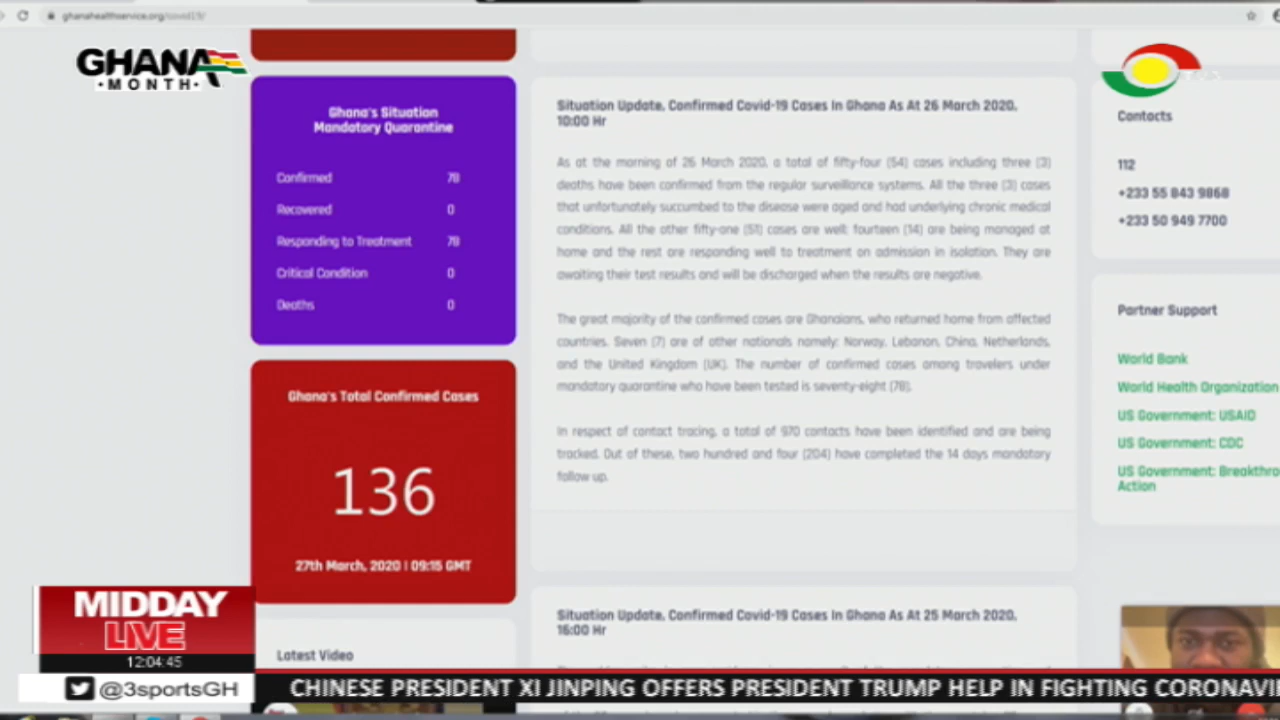 ghanahealthservice.org/covid19/
GHANA
·MONTH·
Ghana's Situation
Mandatory Quarantine
Confirmed 78
Recovered 0
Responding to Treatment 78
Critical Condition 0
Deaths 0
Ghana's Total Confirmed Cases
136
27th March, 2020 | 09:15 GMT
Latest Video
Situation Update, Confirmed Covid-19 Cases In Ghana As At 26 March 2020,
10:00 Hr
As at the morning of 26 March 2020, a total of fifty-four (54) cases including three (3)
deaths have been confirmed from the regular surveillance systems. All the three (3) cases
that unfortunately succumbed to the disease were aged and had underlying chronic medical
conditions. All the other fifty-one (51) cases are well; fourteen (14) are being managed at
home and the rest are responding well to treatment on admission in isolation. They are
awaiting their test results and will be discharged when the results are negative.
The great majority of the confirmed cases are Ghanaians, who returned home from affected
countries. Seven (7) are of other nationals namely: Norway, Lebanon, China, Netherlands,
and the United Kingdom (UK). The number of confirmed cases among travelers under
mandatory quarantine who have been tested is seventy-eight (78).
In respect of contact tracing, a total of 970 contacts have been identified and are being
tracked. Out of these, two hundred and four (204) have completed the 14 days mandatory
follow up.
Situation Update, Confirmed Covid-19 Cases In Ghana As At 25 March 2020,
16:00 Hr
Contacts
112
+233 55 843 9868
+233 50 949 7700
Partner Support
World Bank
World Health Organization
US Government: USAID
US Government: CDC
US Government: Breakthro
Action
MIDDAY
LIVE
12:04:45
@3sportsGH
CHINESE PRESIDENT XI JINPING OFFERS PRESIDENT TRUMP HELP IN FIGHTING CORONAVI